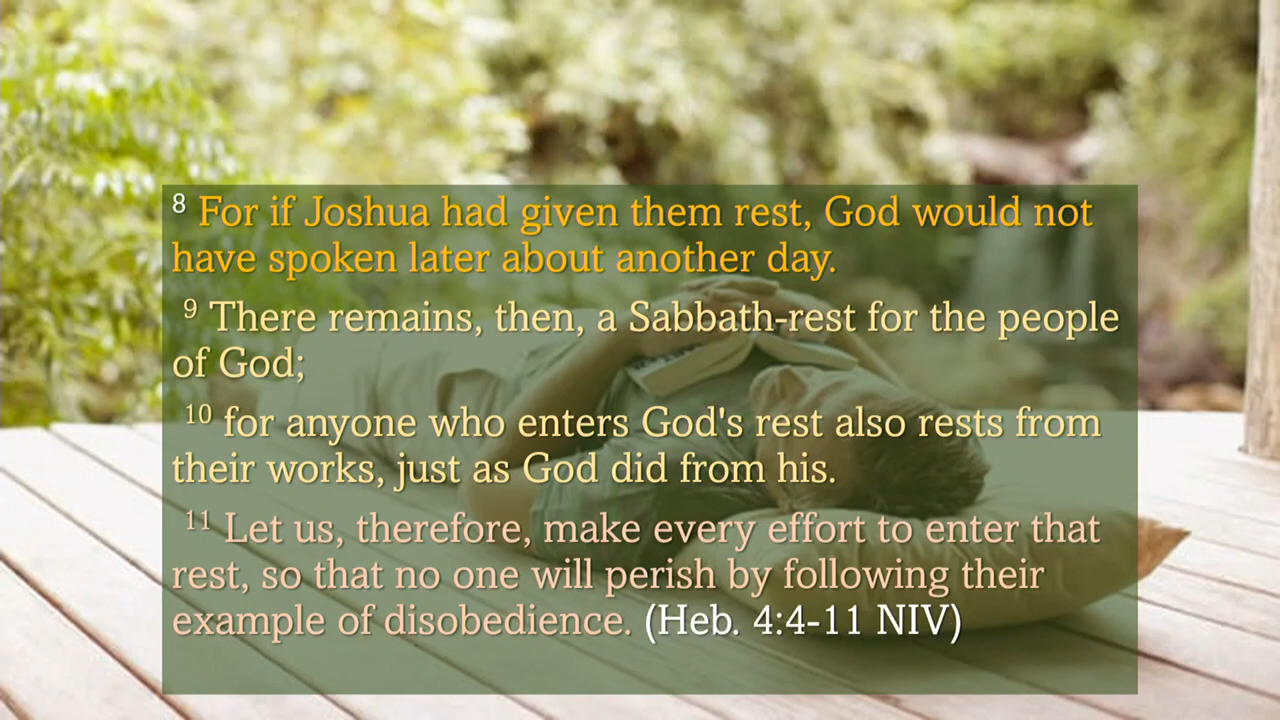 8 For if Joshua had given them rest, God would not
have spoken later about another day.
9 There remains, then, a Sabbath-rest for the people
of God;
10 for anyone who enters God's rest also rests from
their works, just as God did from his.
11 Let us, therefore, make every effort to enter that
rest, so that no one will perish by following their
example of disobedience. (Heb. 4:4-11 NIV)